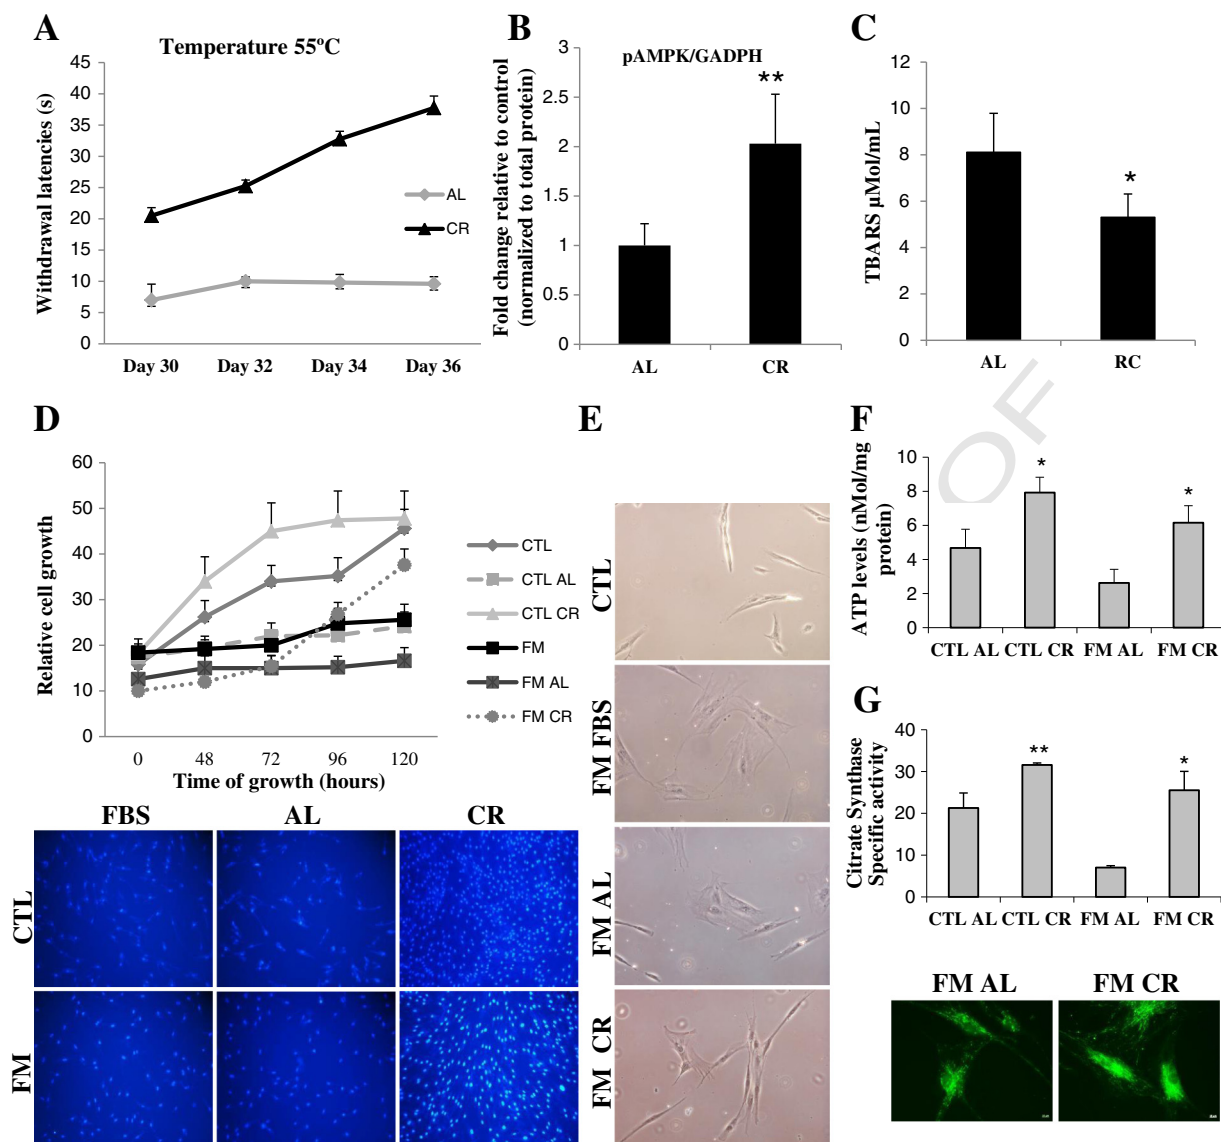 A
Temperature 55ºC
Withdrawal latencies (s)
45
40
35
30
25
20
15
10
5
0
AL
CR
Day 30 Day 32 Day 34 Day 36
B
pAMPK/GADPH
Fold change relative to control
(normalized to total protein)
3
2.5
2
1.5
1
0.5
0
**
AL CR
C
TBARS µMol/mL
12
10
8
6
4
2
0
*
AL RC
OF
D
Relative cell growth
60
50
40
30
20
10
0
CTL
CTL AL
CTL CR
FM
FM AL
FM CR
0 48 72 96 120
Time of growth (hours)
FBS AL CR
CTL
FM
E
CTL
FM FBS
FM AL
FM CR
F
ATP levels (nMol/mg
protein)
10
8
6
4
2
0
* *
CTL AL CTL CR FM AL FM CR
G
Citrate Synthase
Specific activity
40
30
20
10
0
** *
CTL AL CTL CR FM AL FM CR
FM AL FM CR